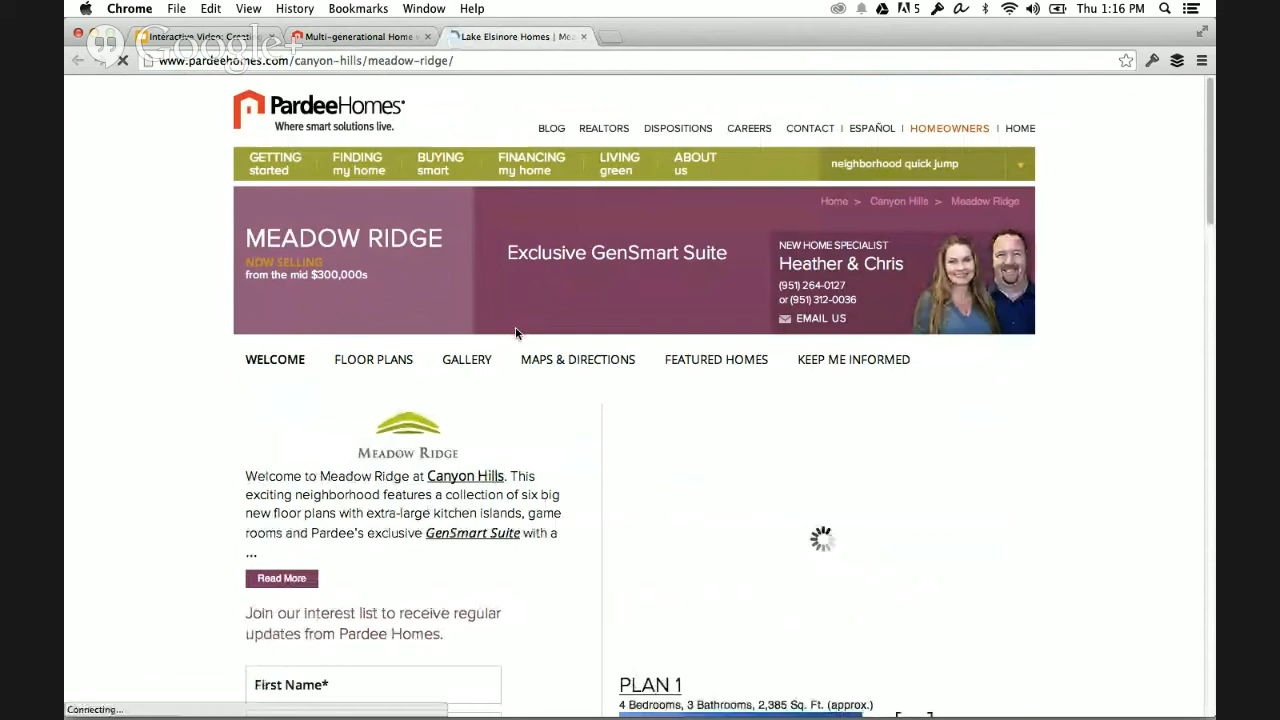 Chrome File Edit View History Bookmarks Window Help 5 Thu 1:16 PM
Google+
Interactive Video: Creati Multi-generational Home v Lake Elsinore Homes | Mea
www.pardeehomes.com/canyon-hills/meadow-ridge/
PardeeHomes
Where smart solutions live.
BLOG REALTORS DISPOSITIONS CAREERS CONTACT | ESPAÑOL | HOMEOWNERS | HOME
GETTING started
FINDING my home
BUYING smart
FINANCING my home
LIVING green
ABOUT us
neighborhood quick jump
Home > Canyon Hills > Meadow Ridge
MEADOW RIDGE
NOW SELLING
from the mid $300,000s
Exclusive GenSmart Suite
NEW HOME SPECIALIST
Heather & Chris
(951) 264-0127
or (951) 312-0036
EMAIL US
WELCOME FLOOR PLANS GALLERY MAPS & DIRECTIONS FEATURED HOMES KEEP ME INFORMED
MEADOW RIDGE
Welcome to Meadow Ridge at Canyon Hills. This
exciting neighborhood features a collection of six big
new floor plans with extra-large kitchen islands, game
rooms and Pardee's exclusive GenSmart Suite with a
...
Read More
Join our interest list to receive regular
updates from Pardee Homes.
First Name*
PLAN 1
4 Bedrooms, 3 Bathrooms, 2,385 Sq. Ft. (approx.)
Connecting...